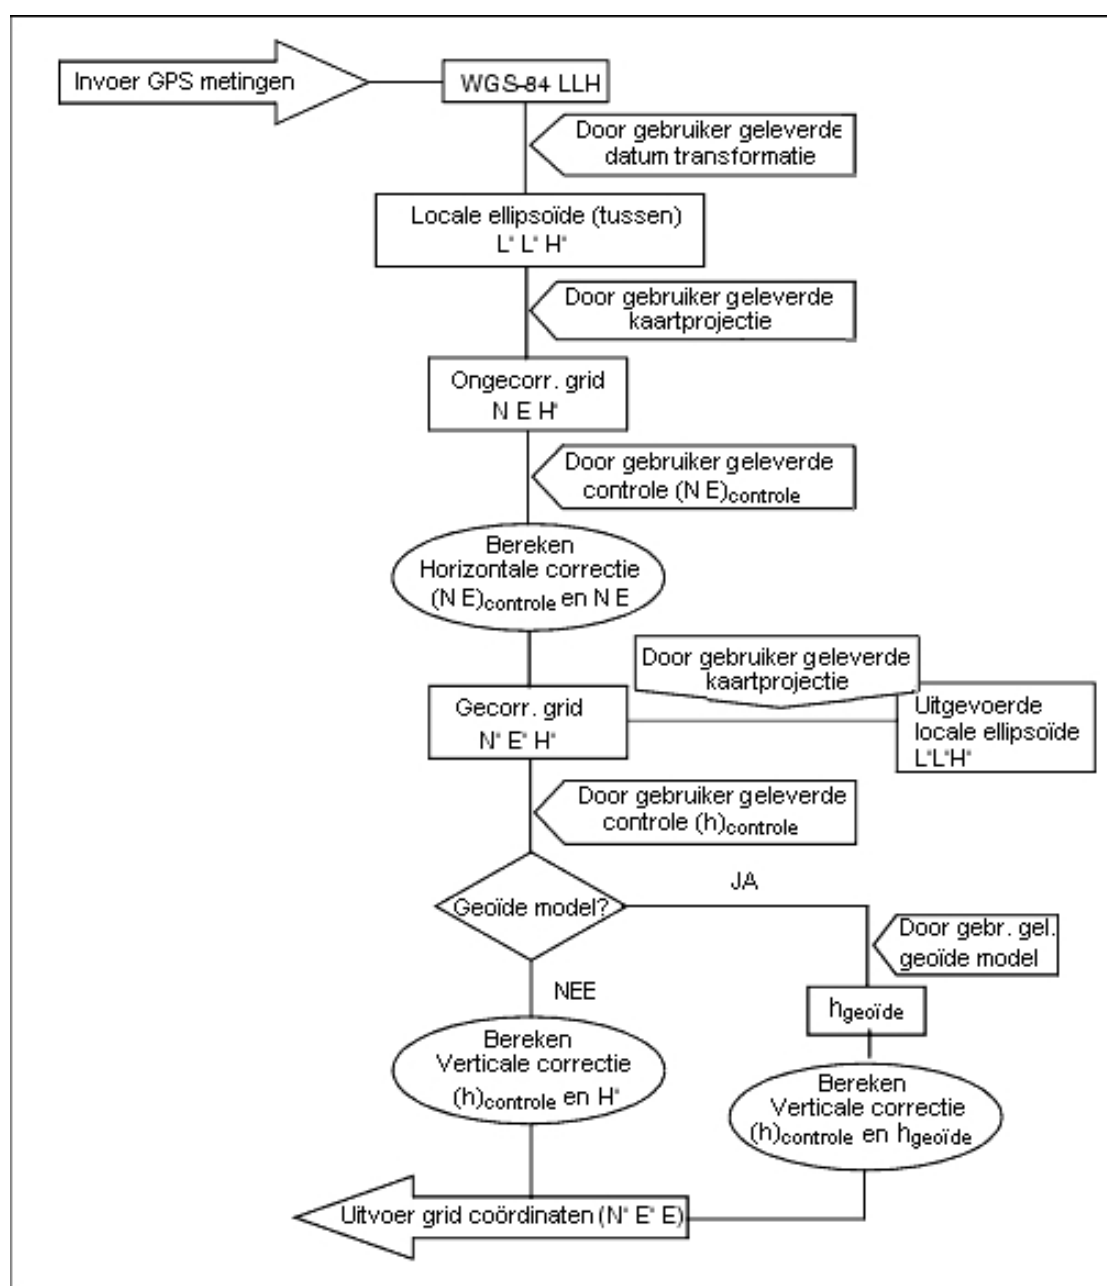 Invoer GPS metingen
WGS-84 LLH
Door gebruiker geleverde
datum transformatie
Locale ellipsoïde (tussen)
L' L' H'
Door gebruiker geleverde
kaartprojectie
Ongecorr. grid
N E H'
Door gebruiker geleverde
controle (N E)controle
Bereken
Horizontale correctie
(N E)controle en N E
Door gebruiker geleverde
kaartprojectie
Gecorr. grid
N' E' H'
Uitgevoerde
locale ellipsoïde
L'L'H'
Door gebruiker geleverde
controle (h)controle
Geoïde model?
JA
Door gebr. gel.
geoïde model
NEE
hgeoïde
Bereken
Verticale correctie
(h)controle en H'
Bereken
Verticale correctie
(h)controle en hgeoïde
Uitvoer grid coördinaten (N' E' E)